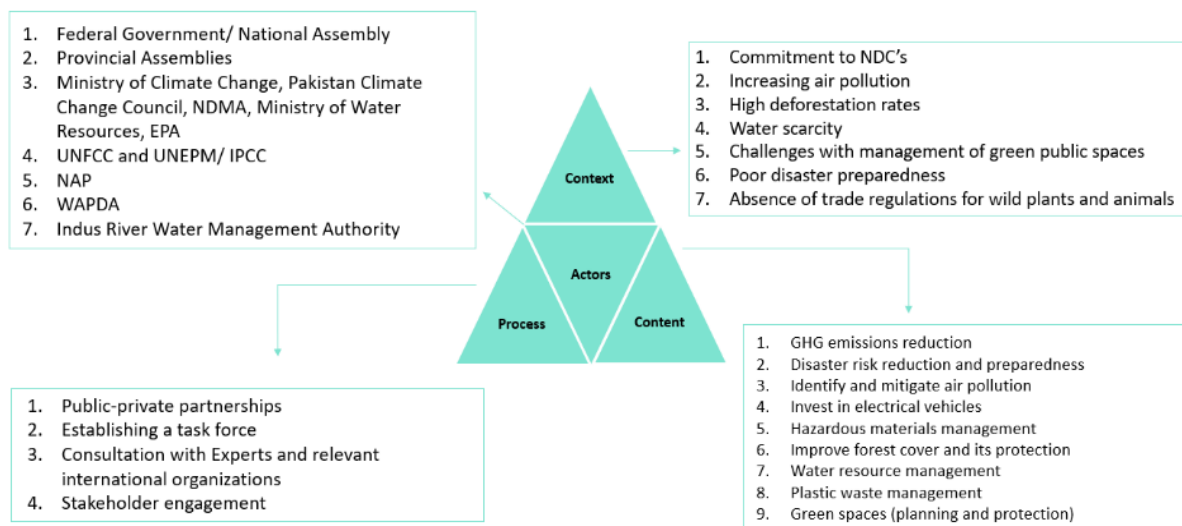 1. Federal Government/ National Assembly
2. Provincial Assemblies
3. Ministry of Climate Change, Pakistan Climate
Change Council, NDMA, Ministry of Water
Resources, EPA
4. UNFCC and UNEPM/ IPCC
5. NAP
6. WAPDA
7. Indus River Water Management Authority
1. Commitment to NDC's
2. Increasing air pollution
3. High deforestation rates
4. Water scarcity
5. Challenges with management of green public spaces
6. Poor disaster preparedness
7. Absence of trade regulations for wild plants and animals
Context
Actors
Process
Content
1. Public-private partnerships
2. Establishing a task force
3. Consultation with Experts and relevant
international organizations
4. Stakeholder engagement
1. GHG emissions reduction
2. Disaster risk reduction and preparedness
3. Identify and mitigate air pollution
4. Invest in electrical vehicles
5. Hazardous materials management
6. Improve forest cover and its protection
7. Water resource management
8. Plastic waste management
9. Green spaces (planning and protection)